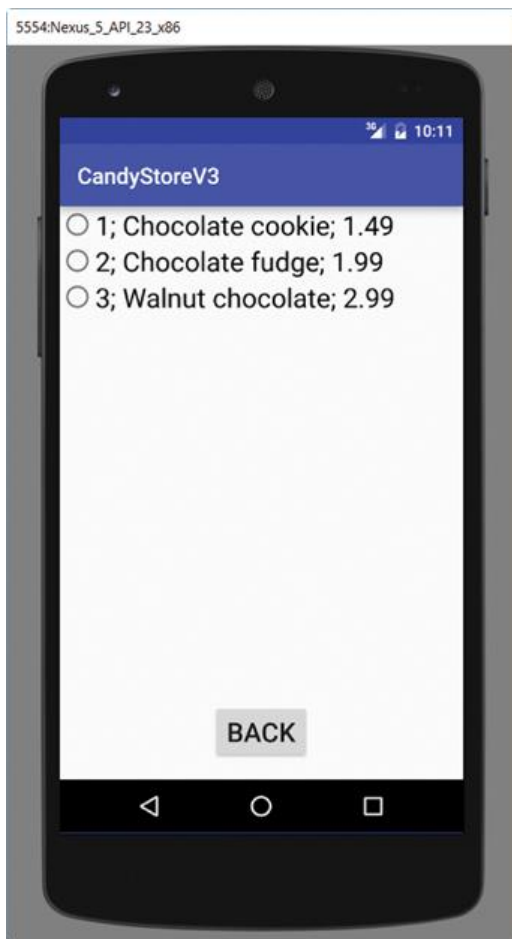 5554:Nexus_5_API_23_x86
3G 10:11
CandyStoreV3
1; Chocolate cookie; 1.49
2; Chocolate fudge; 1.99
3; Walnut chocolate; 2.99
BACK